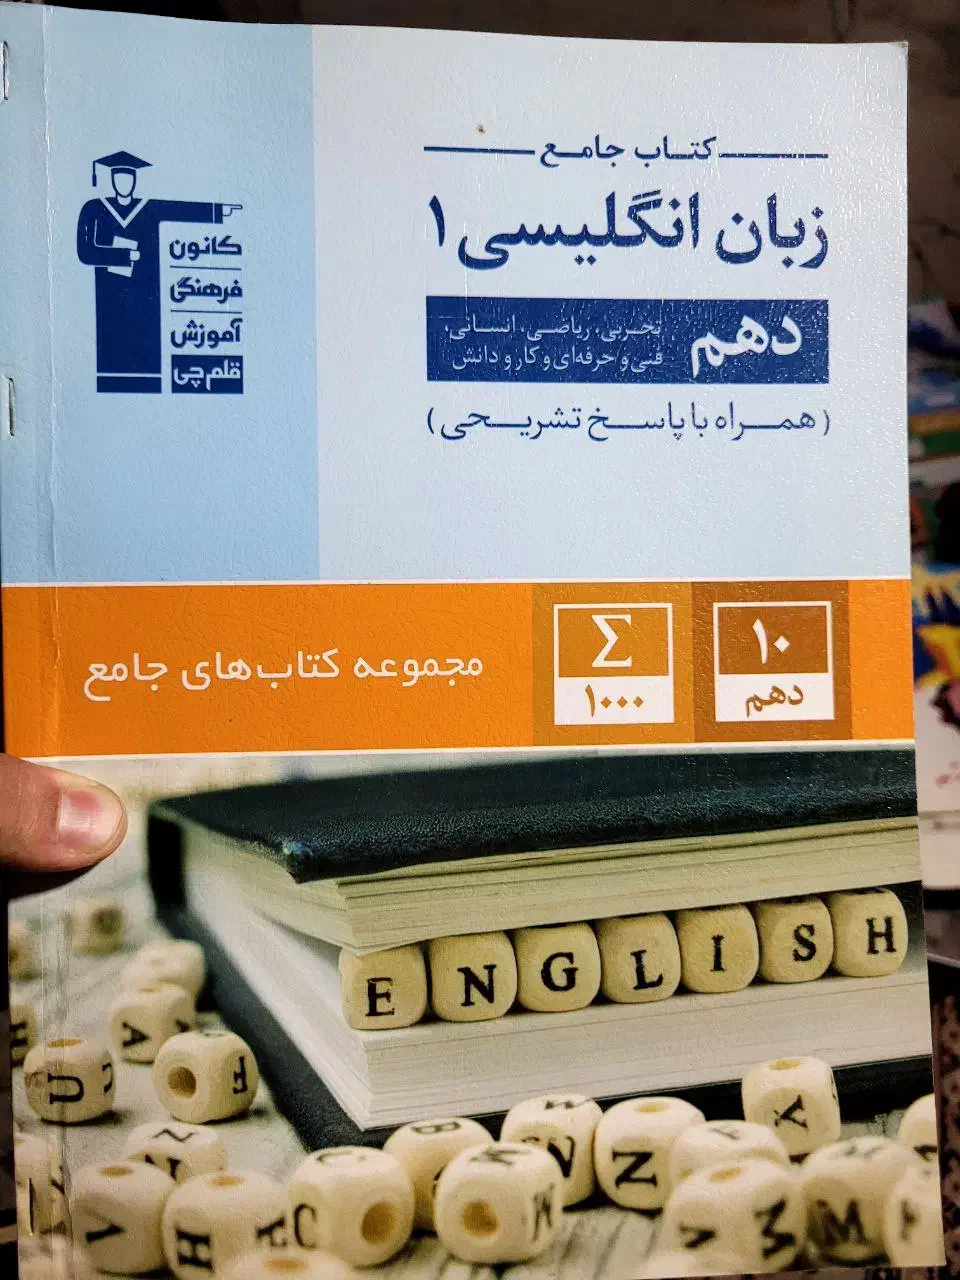 کتاب جامع
زبان انگلیسی ۱
دهم
تجربی، ریاضی، انسانی،
فنی و حرفه‌ای و کار و دانش
(همراه با پاسخ تشریحی)
کانون
فرهنگی
آموزش
قلم‌چی
۱۰
دهم
Σ
۱۰۰۰
مجموعه کتاب‌های جامع
ENGLISH